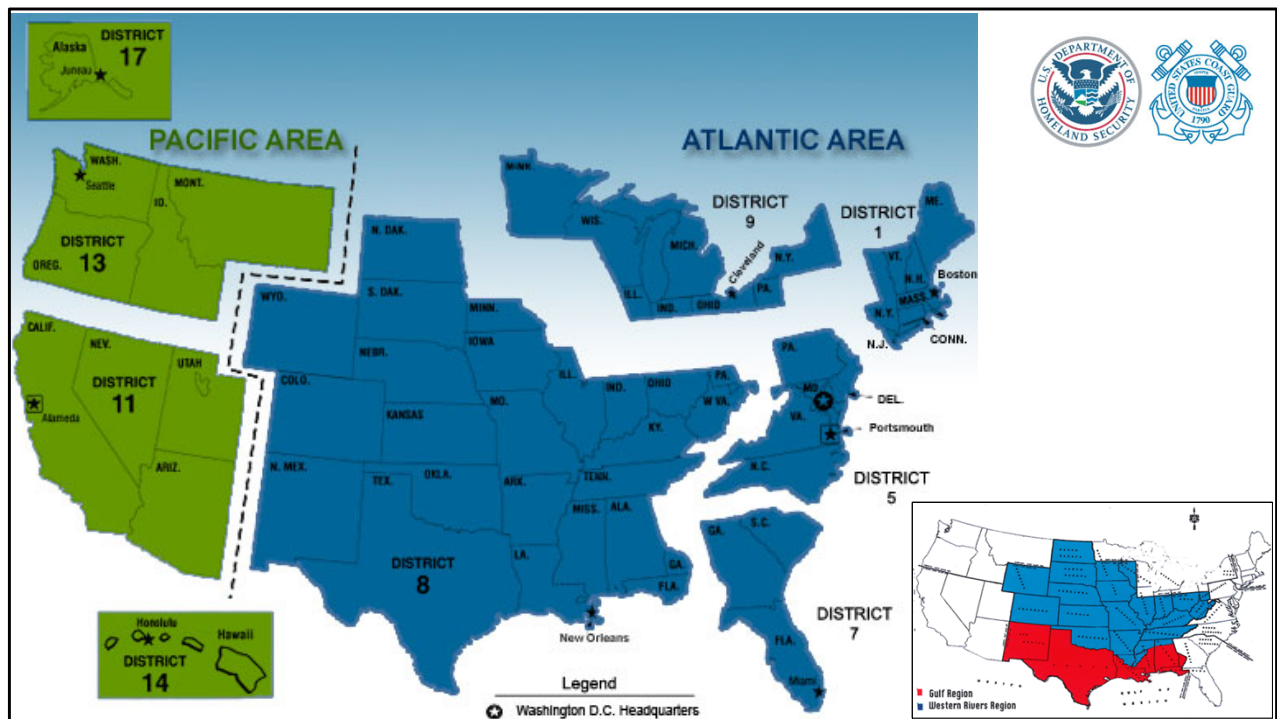 DISTRICT
17
Alaska
Juneau
U.S. DEPARTMENT OF
HOMELAND SECURITY
UNITED STATES COAST GUARD
1790
PACIFIC AREA
ATLANTIC AREA
WASH.
Seattle
MONT.
ID.
DISTRICT
13
OREG.
MINN.
WIS.
MICH.
ILL.
IND.
OHIO
PA.
N.Y.
DISTRICT
9
Cleveland
DISTRICT
1
ME.
VT.
N.H.
Boston
MASS.
N.Y.
CONN.
N.J.
CALIF.
NEV.
UTAH
DISTRICT
11
Alameda
ARIZ.
N. DAK.
S. DAK.
WYO.
MINN.
NEBR.
IOWA
COLO.
KANSAS
MO.
ILL.
IND.
OHIO
PA.
W VA.
KY.
N. MEX.
TEX.
OKLA.
ARK.
TENN.
MISS.
ALA.
LA.
GA.
FLA.
DISTRICT
8
New Orleans
PA.
MD
DEL.
VA.
Portsmouth
N.C.
DISTRICT
5
GA.
S.C.
FLA.
Miami
DISTRICT
7
Honolulu
Hawaii
DISTRICT
14
Legend
Washington D.C. Headquarters
Gulf Region
Western Rivers Region